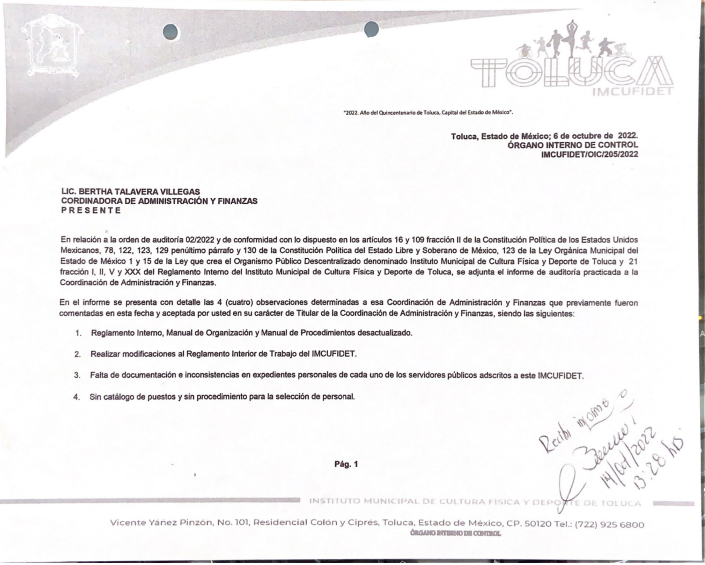 TOLUCA
IMCUFIDET
"2022. Año del Quincentenario de Toluca, Capital del Estado de México".
Toluca, Estado de México; 6 de octubre de 2022.
ÓRGANO INTERNO DE CONTROL
IMCUFIDET/OIC/205/2022
LIC. BERTHA TALAVERA VILLEGAS
CORDINADORA DE ADMINISTRACIÓN Y FINANZAS
P R E S E N T E
En relación a la orden de auditoría 02/2022 y de conformidad con lo dispuesto en los artículos 16 y 109 fracción II de la Constitución Política de los Estados Unidos
Mexicanos, 78, 122, 123, 129 penúltimo párrafo y 130 de la Constitución Política del Estado Libre y Soberano de México, 123 de la Ley Orgánica Municipal del
Estado de México 1 y 15 de la Ley que crea el Organismo Público Descentralizado denominado Instituto Municipal de Cultura Física y Deporte de Toluca y 21
fracción I, II, V y XXX del Reglamento Interno del Instituto Municipal de Cultura Física y Deporte de Toluca, se adjunta el informe de auditoría practicada a la
Coordinación de Administración y Finanzas.
En el informe se presenta con detalle las 4 (cuatro) observaciones determinadas a esa Coordinación de Administración y Finanzas que previamente fueron
comentadas en esta fecha y aceptada por usted en su carácter de Titular de la Coordinación de Administración y Finanzas, siendo las siguientes:
1. Reglamento Interno, Manual de Organización y Manual de Procedimientos desactualizado.
2. Realizar modificaciones al Reglamento Interior de Trabajo del IMCUFIDET.
3. Falta de documentación e inconsistencias en expedientes personales de cada uno de los servidores públicos adscritos a este IMCUFIDET.
4. Sin catálogo de puestos y sin procedimiento para la selección de personal.
Recibi
14/oct/2022
13:28 hrs
Pág. 1
INSTITUTO MUNICIPAL DE CULTURA FÍSICA Y DEPORTE DE TOLUCA
Vicente Yánez Pinzón, No. 101, Residencial Colón y Ciprés, Toluca, Estado de México, CP. 50120 Tel.: (722) 925 6800
ÓRGANO INTERNO DE CONTROL